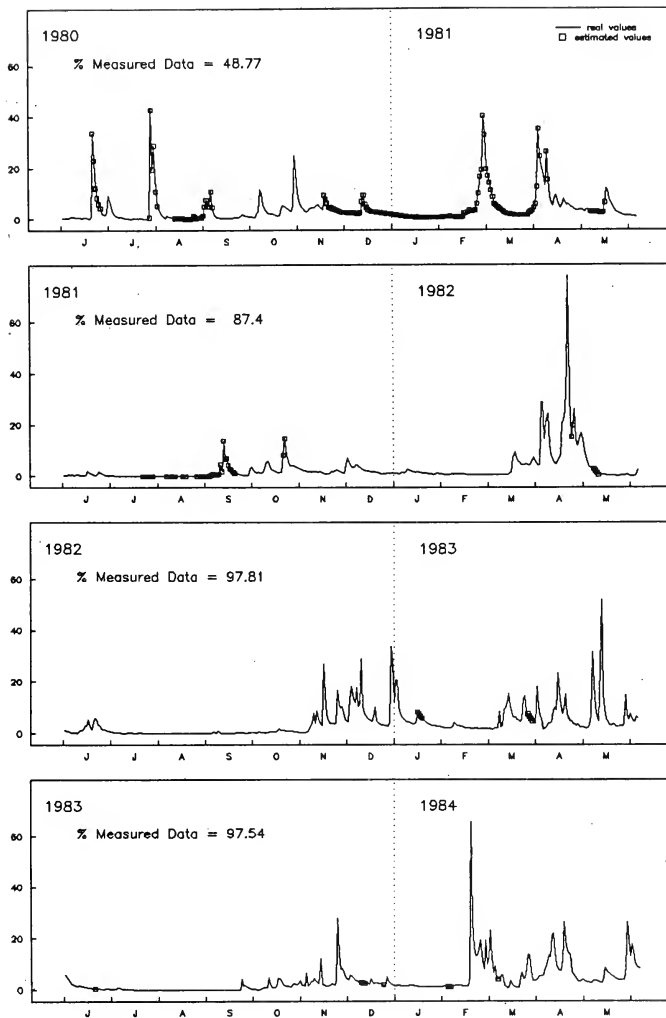 1980
1981
real values
estimated values
% Measured Data = 48.77
60
40
20
0
J J A S O N D J F M A M
1981
1982
% Measured Data = 87.4
60
40
20
0
J J A S O N D J F M A M
1982
1983
% Measured Data = 97.81
60
40
20
0
J J A S O N D J F M A M
1983
1984
% Measured Data = 97.54
60
40
20
0
J J A S O N D J F M A M